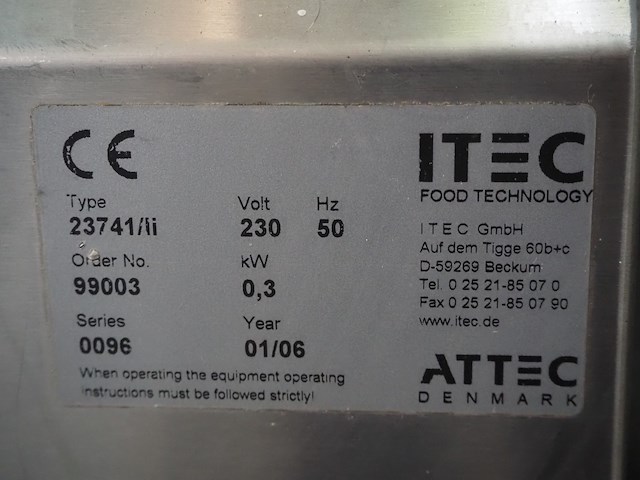 CE
ITEC
FOOD TECHNOLOGY
Type Volt Hz
23741/li 230 50
Order No. kW
99003 0,3
Series Year
0096 01/06
When operating the equipment operating
instructions must be followed strictly!
ITEC GmbH
Auf dem Tigge 60b+c
D-59269 Beckum
Tel. 0 25 21-85 07 0
Fax 0 25 21-85 07 90
www.itec.de
ATTEC
DENMARK